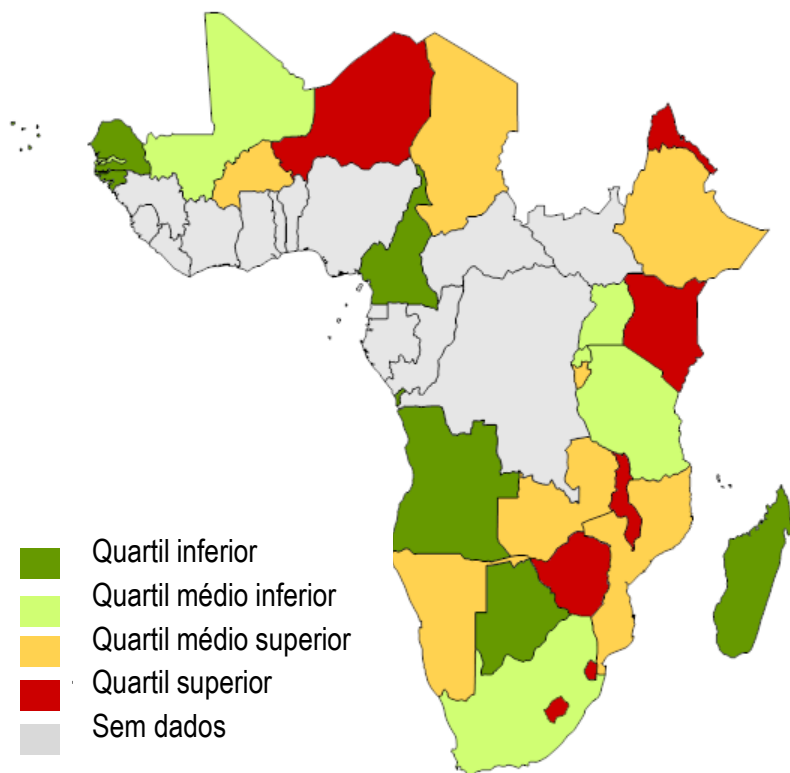 Quartil inferior
Quartil médio inferior
Quartil médio superior
Quartil superior
Sem dados